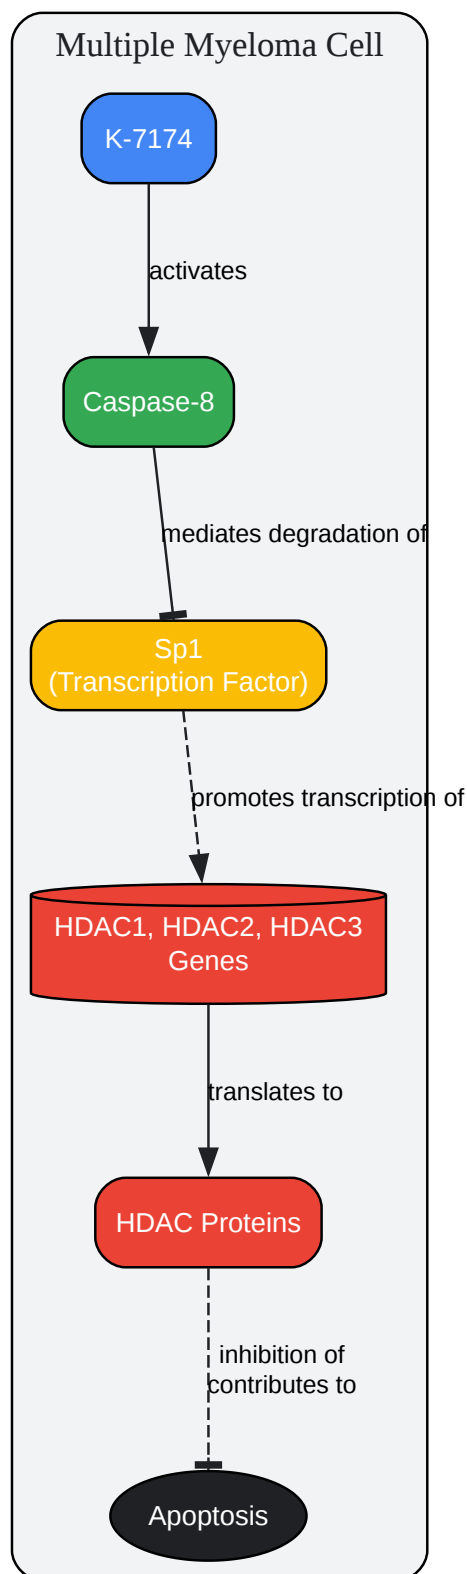 Multiple Myeloma Cell
K-7174
activates
Caspase-8
mediates degradation of
Sp1
(Transcription Factor)
promotes transcription of
HDAC1, HDAC2, HDAC3
Genes
translates to
HDAC Proteins
inhibition of
contributes to
Apoptosis